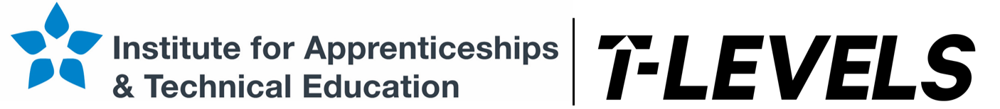 Institute for Apprenticeships
& Technical Education
T-LEVELS